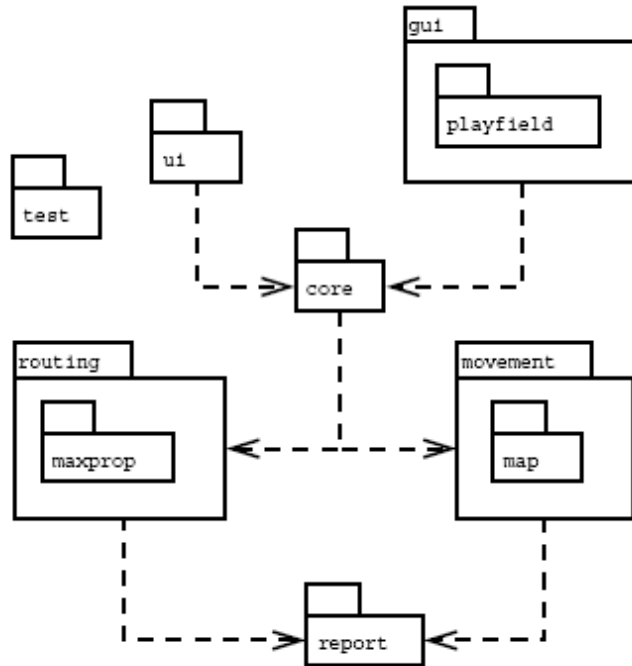 gui
playfield
ui
test
core
routing
movement
maxprop
map
report